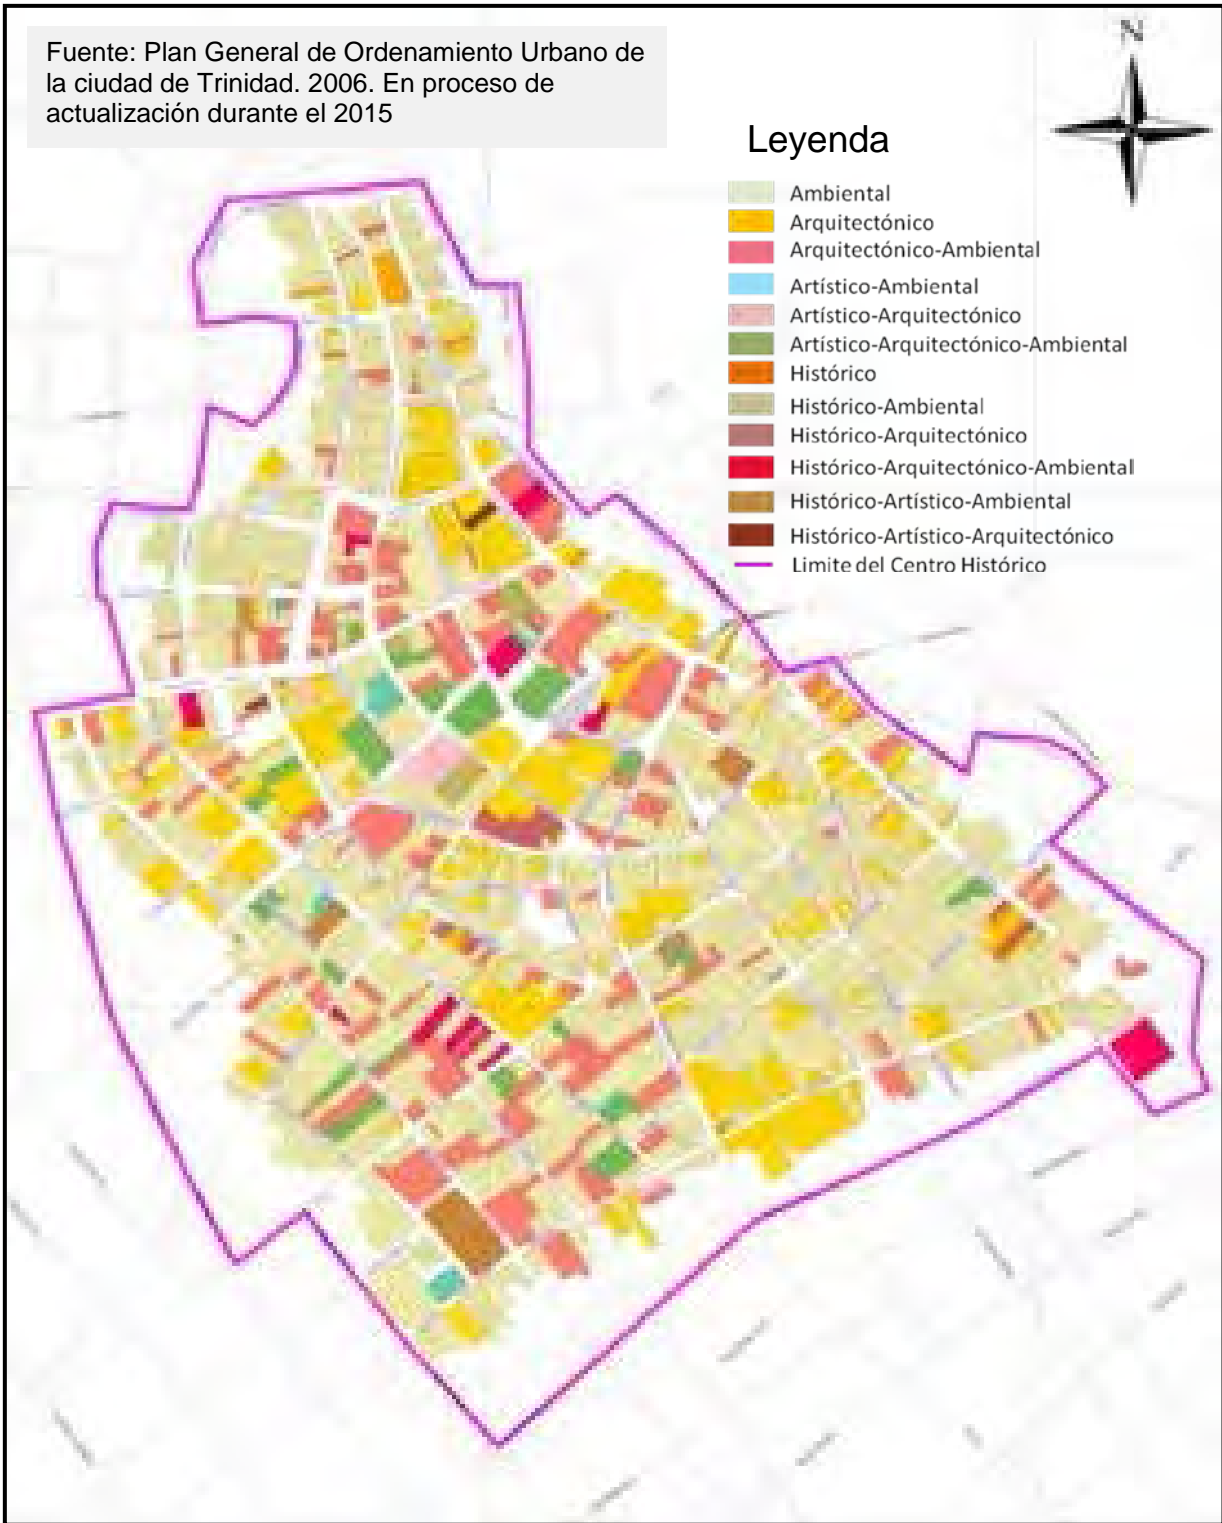 Fuente: Plan General de Ordenamiento Urbano de
la ciudad de Trinidad. 2006. En proceso de
actualización durante el 2015
N
Leyenda
Ambiental
Arquitectónico
Arquitectónico-Ambiental
Artístico-Ambiental
Artístico-Arquitectónico
Artístico-Arquitectónico-Ambiental
Histórico
Histórico-Ambiental
Histórico-Arquitectónico
Histórico-Arquitectónico-Ambiental
Histórico-Artístico-Ambiental
Histórico-Artístico-Arquitectónico
Limite del Centro Histórico